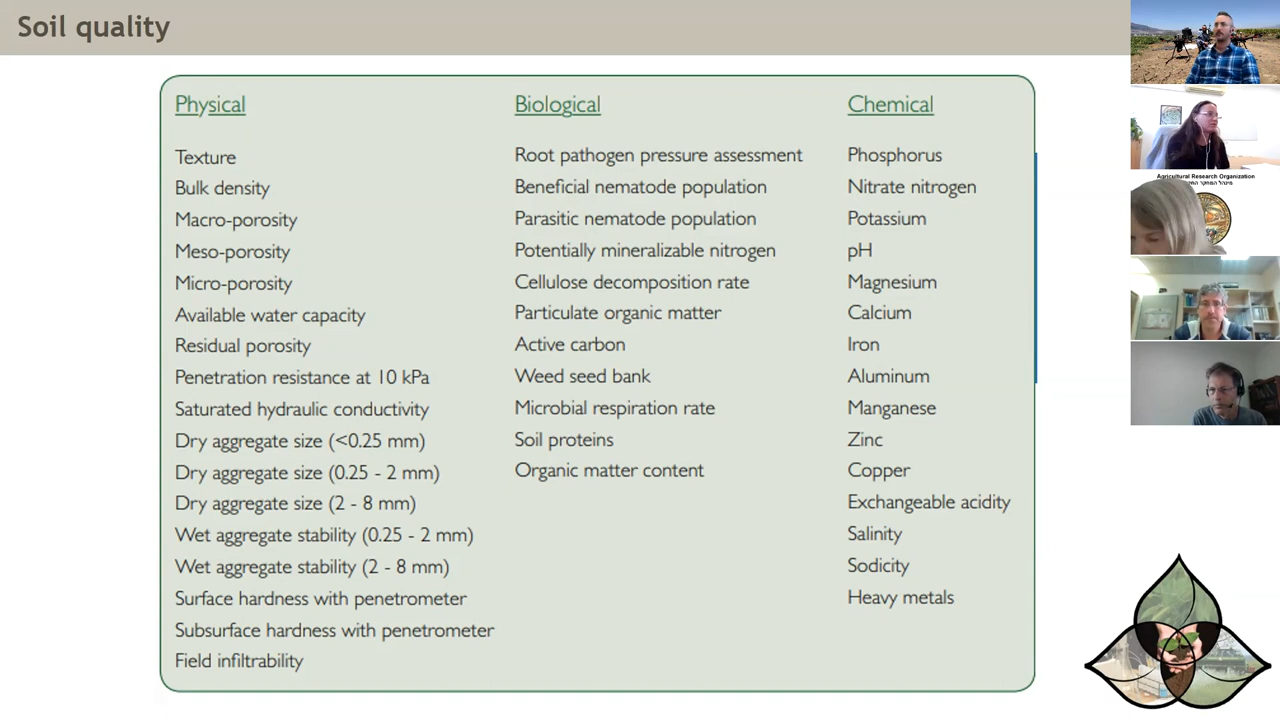 Soil quality
Physical
Texture
Bulk density
Macro-porosity
Meso-porosity
Micro-porosity
Available water capacity
Residual porosity
Penetration resistance at 10 kPa
Saturated hydraulic conductivity
Dry aggregate size (<0.25 mm)
Dry aggregate size (0.25 - 2 mm)
Dry aggregate size (2 - 8 mm)
Wet aggregate stability (0.25 - 2 mm)
Wet aggregate stability (2 - 8 mm)
Surface hardness with penetrometer
Subsurface hardness with penetrometer
Field infiltrability
Biological
Root pathogen pressure assessment
Beneficial nematode population
Parasitic nematode population
Potentially mineralizable nitrogen
Cellulose decomposition rate
Particulate organic matter
Active carbon
Weed seed bank
Microbial respiration rate
Soil proteins
Organic matter content
Chemical
Phosphorus
Nitrate nitrogen
Potassium
pH
Magnesium
Calcium
Iron
Aluminum
Manganese
Zinc
Copper
Exchangeable acidity
Salinity
Sodicity
Heavy metals
Agricultural Research Organization